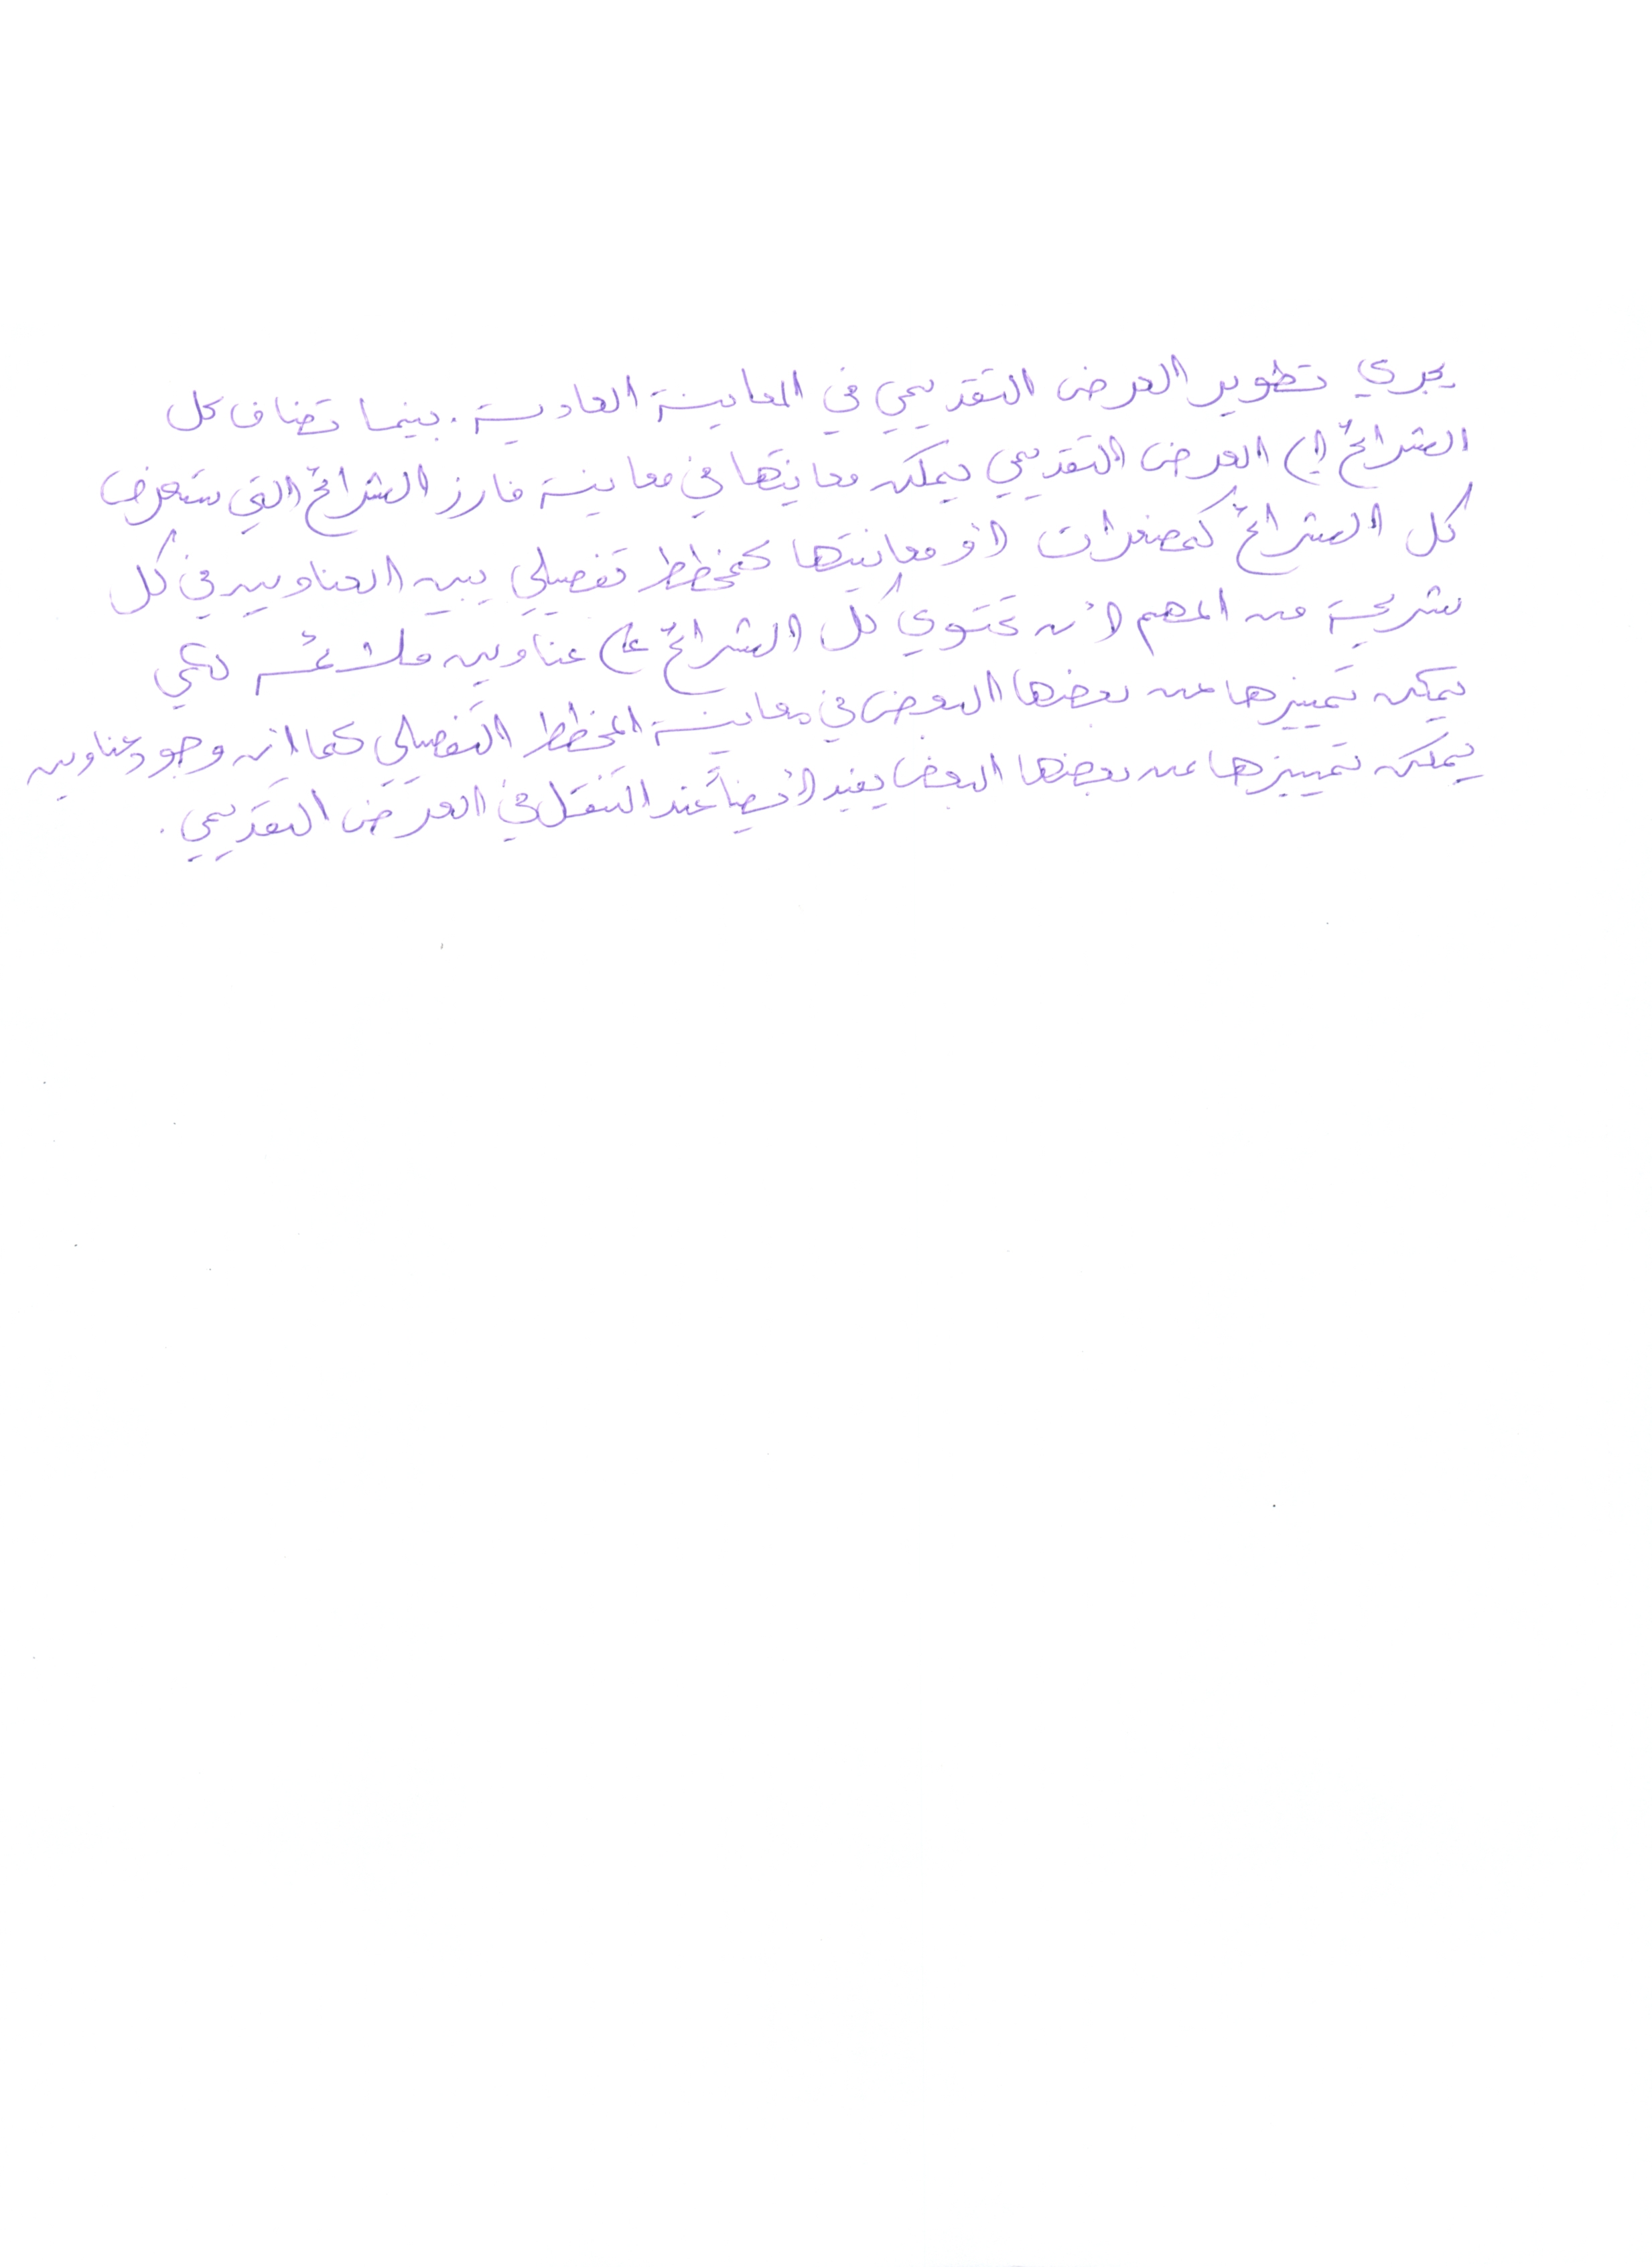 يجري تطوير العرض التقديمي في المعاينة العادية. بينما تضاف كل
الشرائح إلى العرض التقديمي يمكن معاينتها في معاينة فارز الشرائح التي ستعرض
كل الشرائح كمصغرات أو معاينتها كمخطط تفصيلي يبين العناوين في كل
شريحة من المهم أن تحتوي كل الشرائح على عناوين ملائم لكي
يمكن تمييزها عن بعضها البعض في معاينة المخطط التفصيلي كما أن وجود عناوين
يمكن تمييزها عن بعضها البعض يفيد أيضاً عند التنقل في العرض التقديمي.